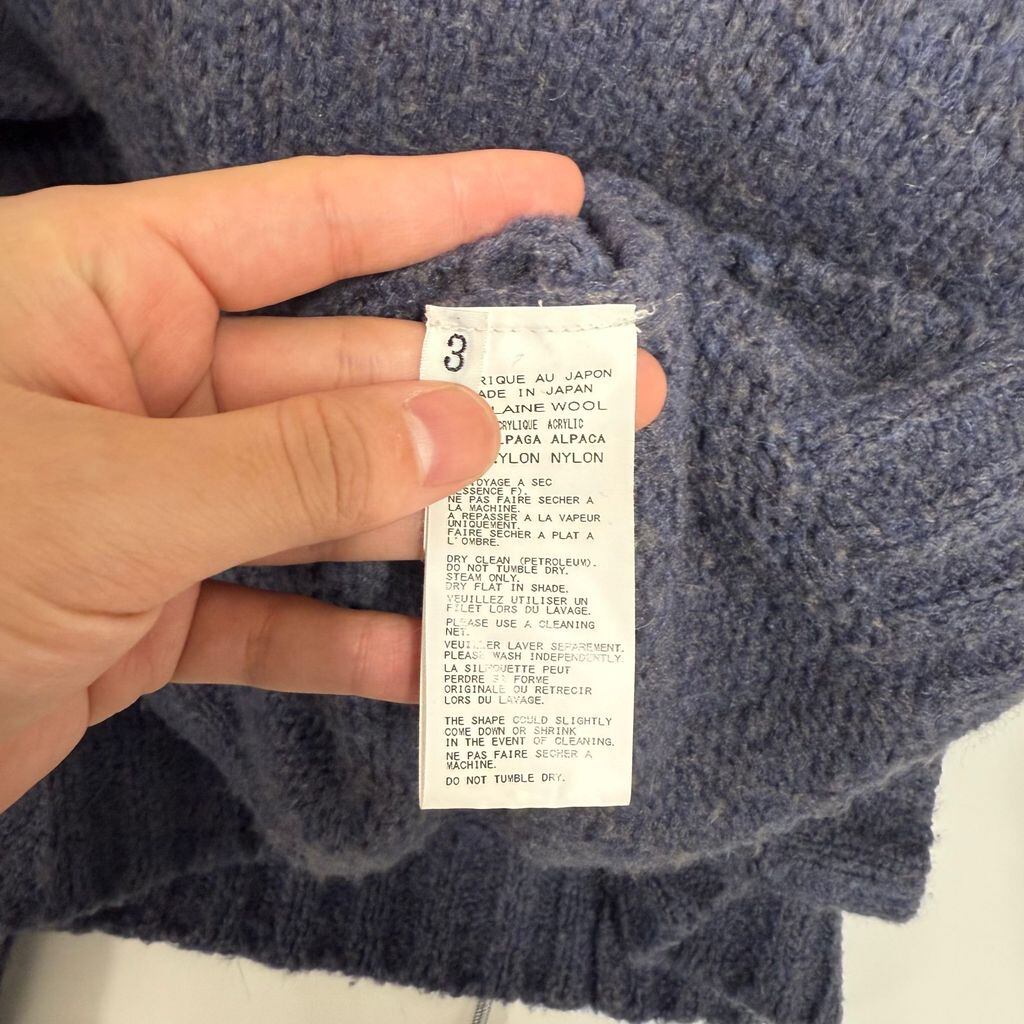 3
RIQUE AU JAPON
ADE IN JAPAN
LAINE WOOL
CRYLIQUE ACRYLIC
LPAGA ALPACA
YLON NYLON
TOYAGE A SEC
ESSENCE F).
NE PAS FAIRE SECHER A
LA MACHINE.
A REPASSER A LA VAPEUR
UNIQUEMENT.
FAIRE SECHER A PLAT A
L'OMBRE.
DRY CLEAN (PETROLEUM).
DO NOT TUMBLE DRY.
STEAM ONLY.
DRY FLAT IN SHADE.
VEUILLEZ UTILISER UN
FILET LORS DU LAVAGE.
PLEASE USE A CLEANING
NET.
VEUILLER LAVER SEPAREMENT.
PLEASE WASH INDEPENDENTLY.
LA SILHOUETTE PEUT
PERDRE SA FORME
ORIGINALE OU RETRECIR
LORS DU LAVAGE.
THE SHAPE COULD SLIGHTLY
COME DOWN OR SHRINK
IN THE EVENT OF CLEANING.
NE PAS FAIRE SECHER A
MACHINE.
DO NOT TUMBLE DRY.